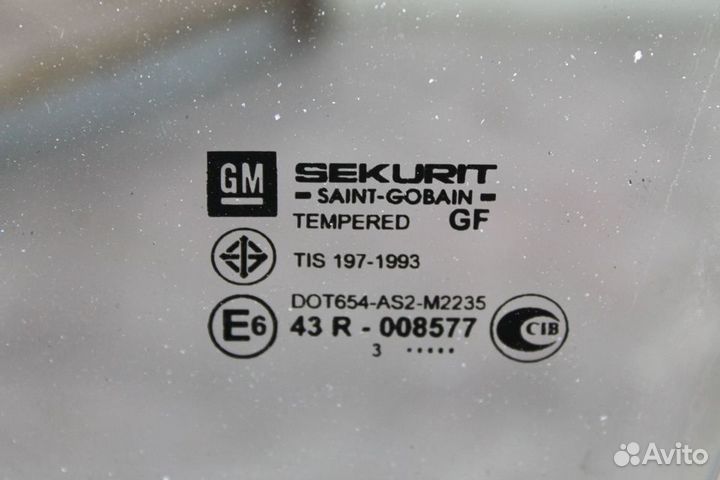 GM SEKURIT
SAINT-GOBAIN
TEMPERED GF
TIS 197-1993
DOT654-AS2-M2235
E6 43 R - 008577 CIB
3 .....
Avito